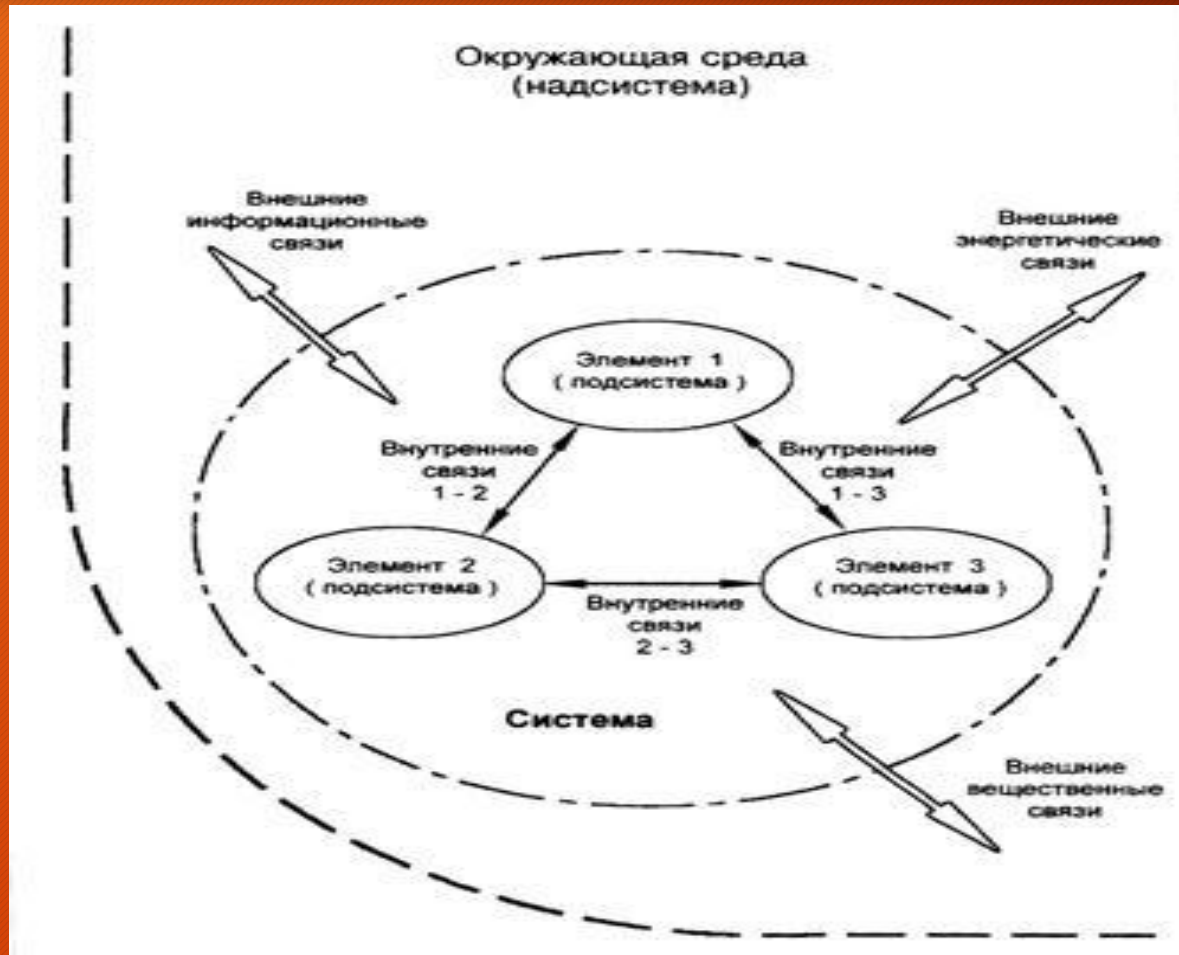 Окружающая среда
(надсистема)
Внешние
информационные
связи
Внешние
энергетические
связи
Элемент 1
( подсистема )
Внутренние
связи
1 - 2
Внутренние
связи
1 - 3
Элемент 2
( подсистема )
Элемент 3
( подсистема )
Внутренние
связи
2 - 3
Система
Внешние
вещественные
связи